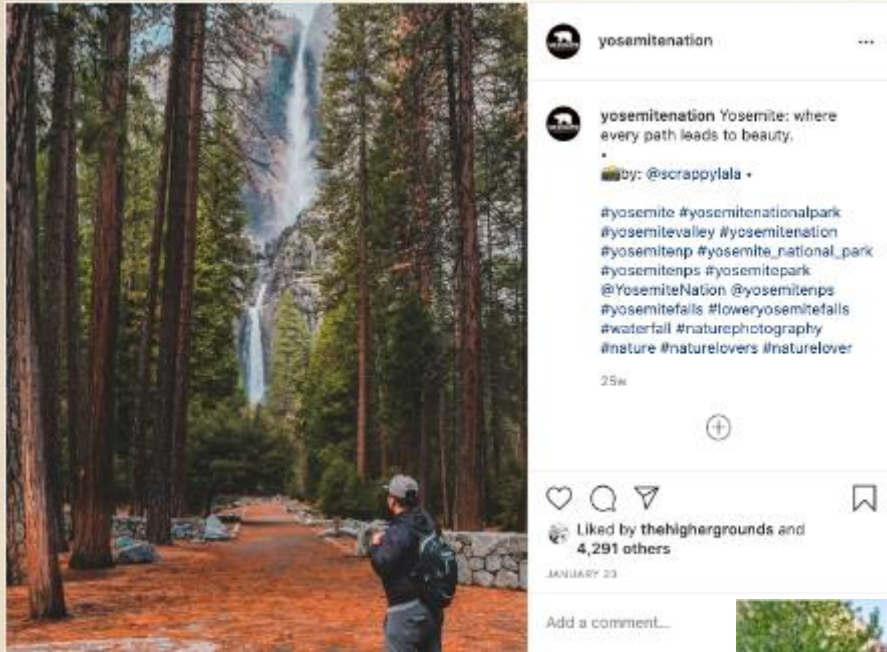 yosemitenation
yosemitenation Yosemite: where
every path leads to beauty.
by: @scrappylala •
#yosemite #yosemitenationalpark
#yosemitevalley #yosemitenation
#yosemitenp #yosemite_national_park
#yosemitenps #yosemitepark
@YosemiteNation @yosemitenps
#yosemitefalls #loweryosemitefalls
#waterfall #naturephotography
#nature #naturelovers #naturelover
25w
Liked by thehighergrounds and
4,291 others
JANUARY 23
Add a comment...